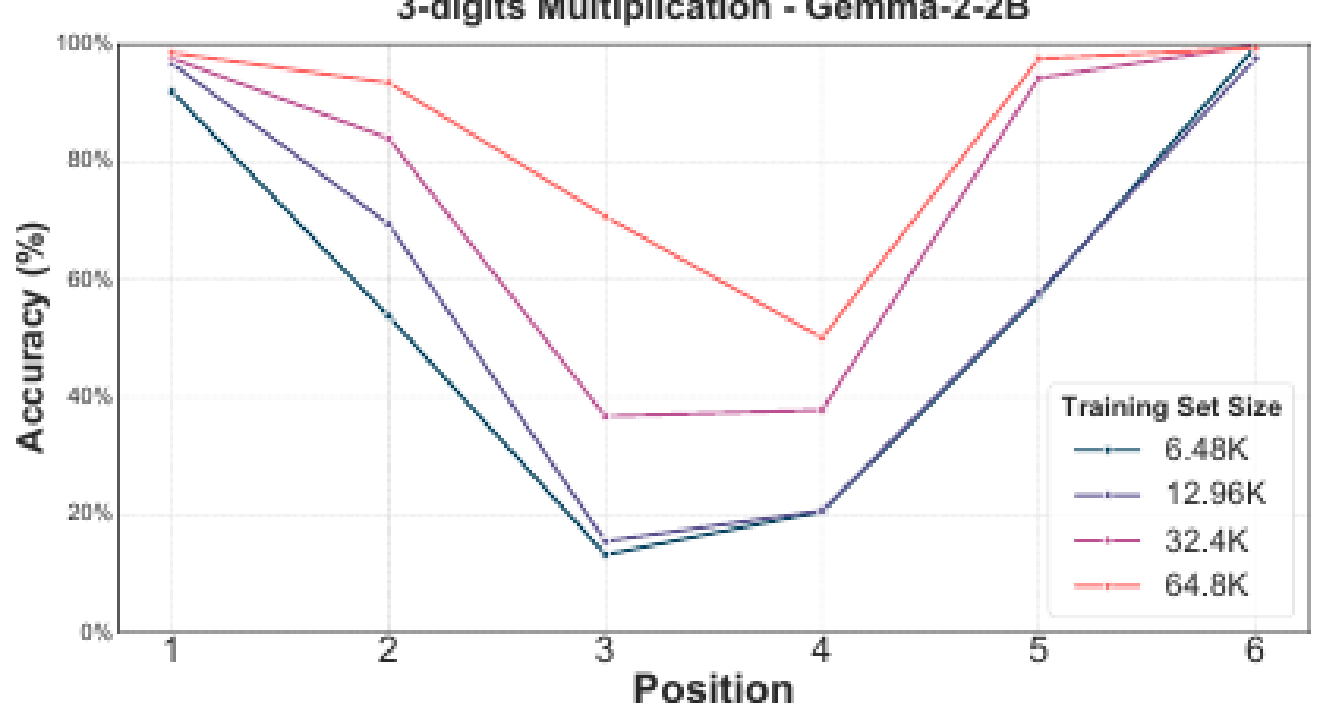 3-digits Multiplication - Gemma-2-2B
100%
80%
60%
40%
20%
0%
Accuracy (%)
1 2 3 4 5 6
Position
Training Set Size
6.48K
12.96K
32.4K
64.8K